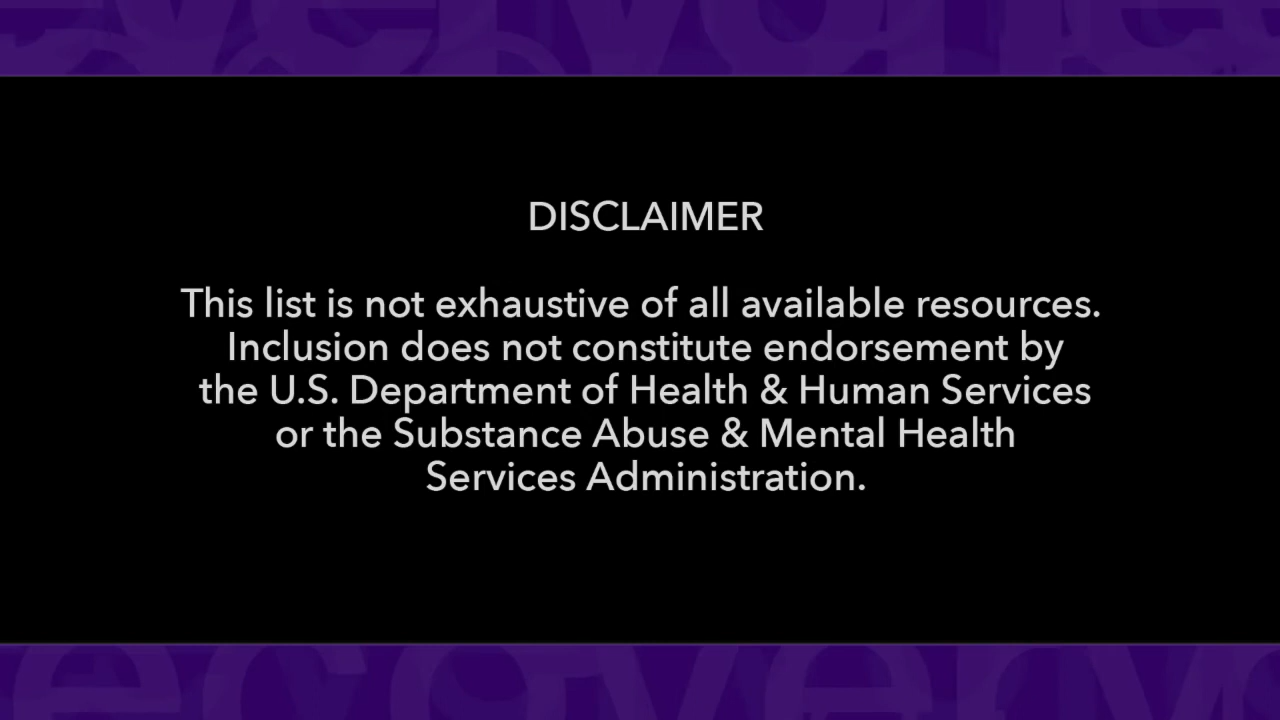 DISCLAIMER
This list is not exhaustive of all available resources.
Inclusion does not constitute endorsement by
the U.S. Department of Health & Human Services
or the Substance Abuse & Mental Health
Services Administration.